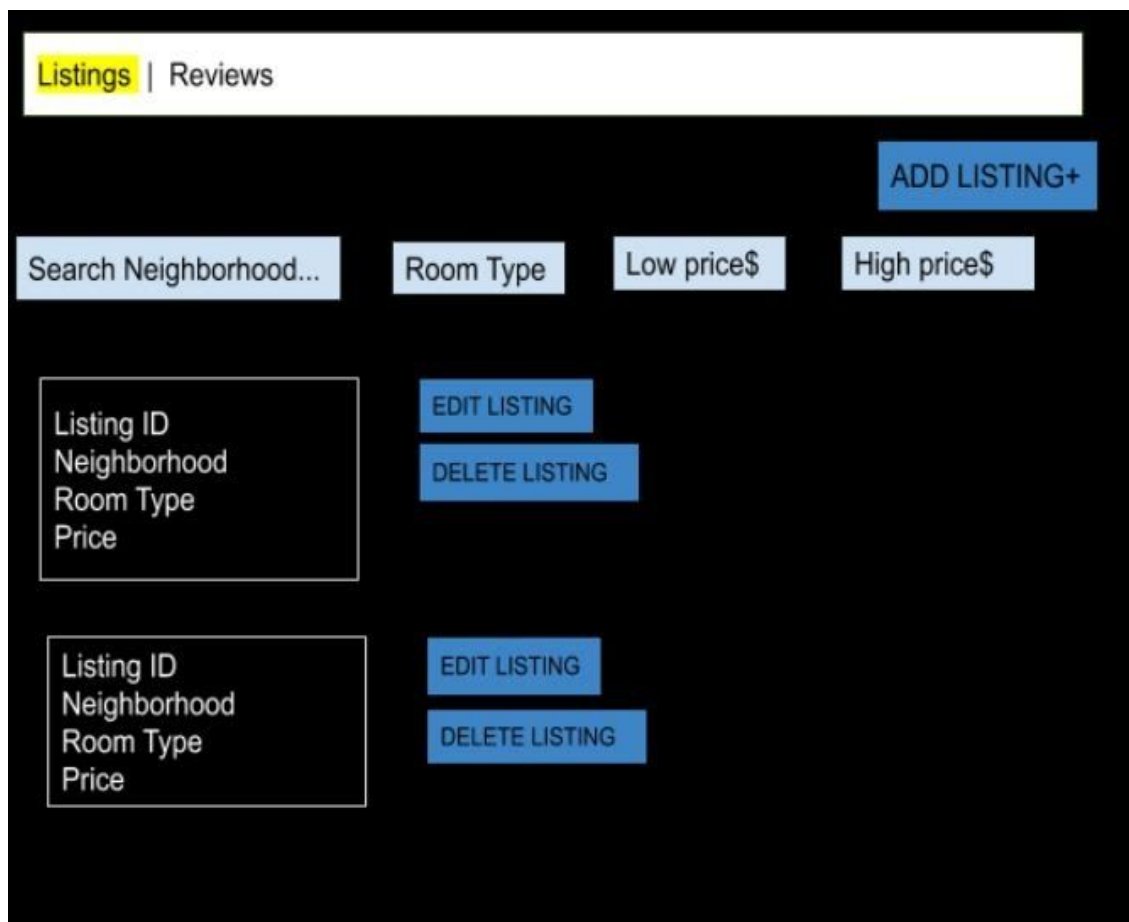 Listings | Reviews
ADD LISTING+
Search Neighborhood...
Room Type
Low price$
High price$
Listing ID
Neighborhood
Room Type
Price
EDIT LISTING
DELETE LISTING
Listing ID
Neighborhood
Room Type
Price
EDIT LISTING
DELETE LISTING